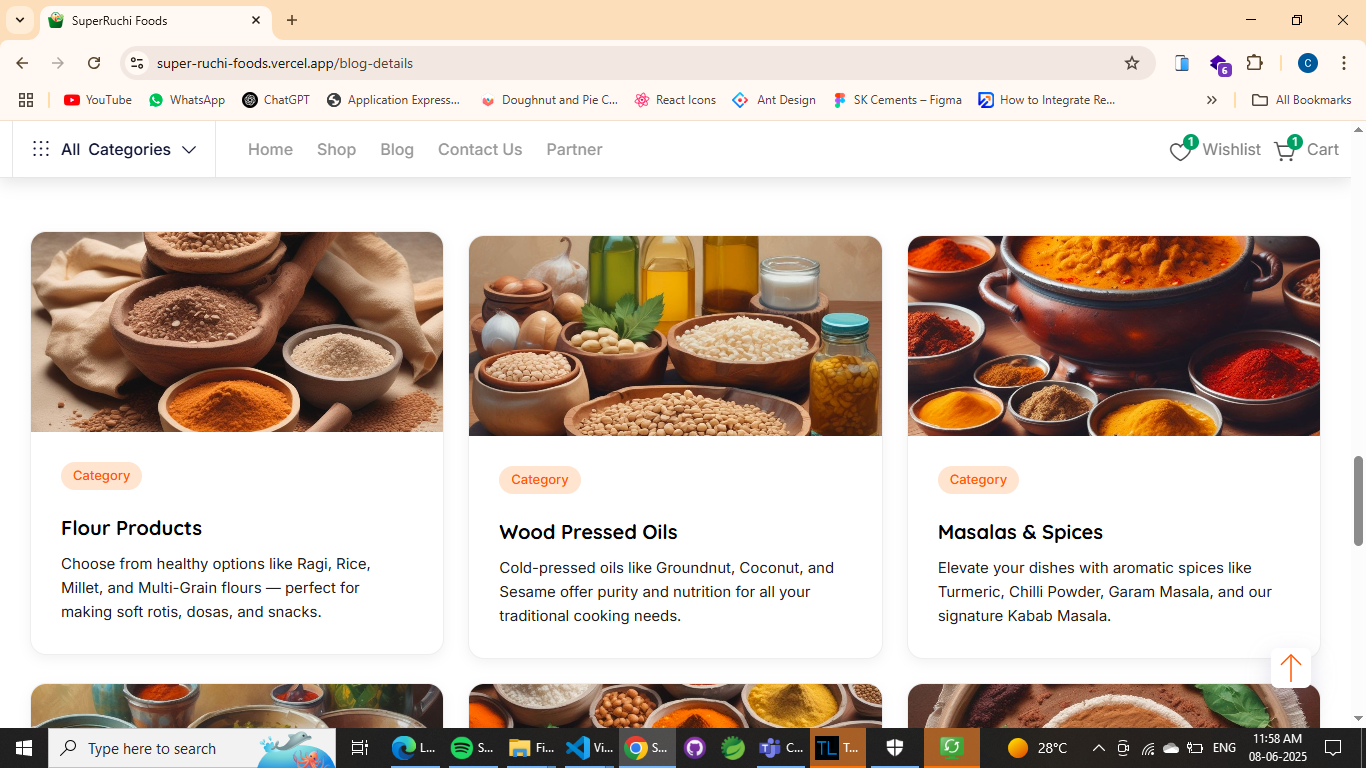 SuperRuchi Foods
super-ruchi-foods.vercel.app/blog-details
6
C
YouTube
WhatsApp
ChatGPT
Application Express...
Doughnut and Pie C...
React Icons
Ant Design
SK Cements – Figma
How to Integrate Re...
All Bookmarks
All Categories
Home
Shop
Blog
Contact Us
Partner
1
Wishlist
1
Cart
Category
Flour Products
Choose from healthy options like Ragi, Rice,
Millet, and Multi-Grain flours — perfect for
making soft rotis, dosas, and snacks.
Category
Wood Pressed Oils
Cold-pressed oils like Groundnut, Coconut, and
Sesame offer purity and nutrition for all your
traditional cooking needs.
Category
Masalas & Spices
Elevate your dishes with aromatic spices like
Turmeric, Chilli Powder, Garam Masala, and our
signature Kabab Masala.
Type here to search
L...
S...
Fi...
Vi...
S...
C...
TL
T...
28°C
ENG
11:58 AM
08-06-2025